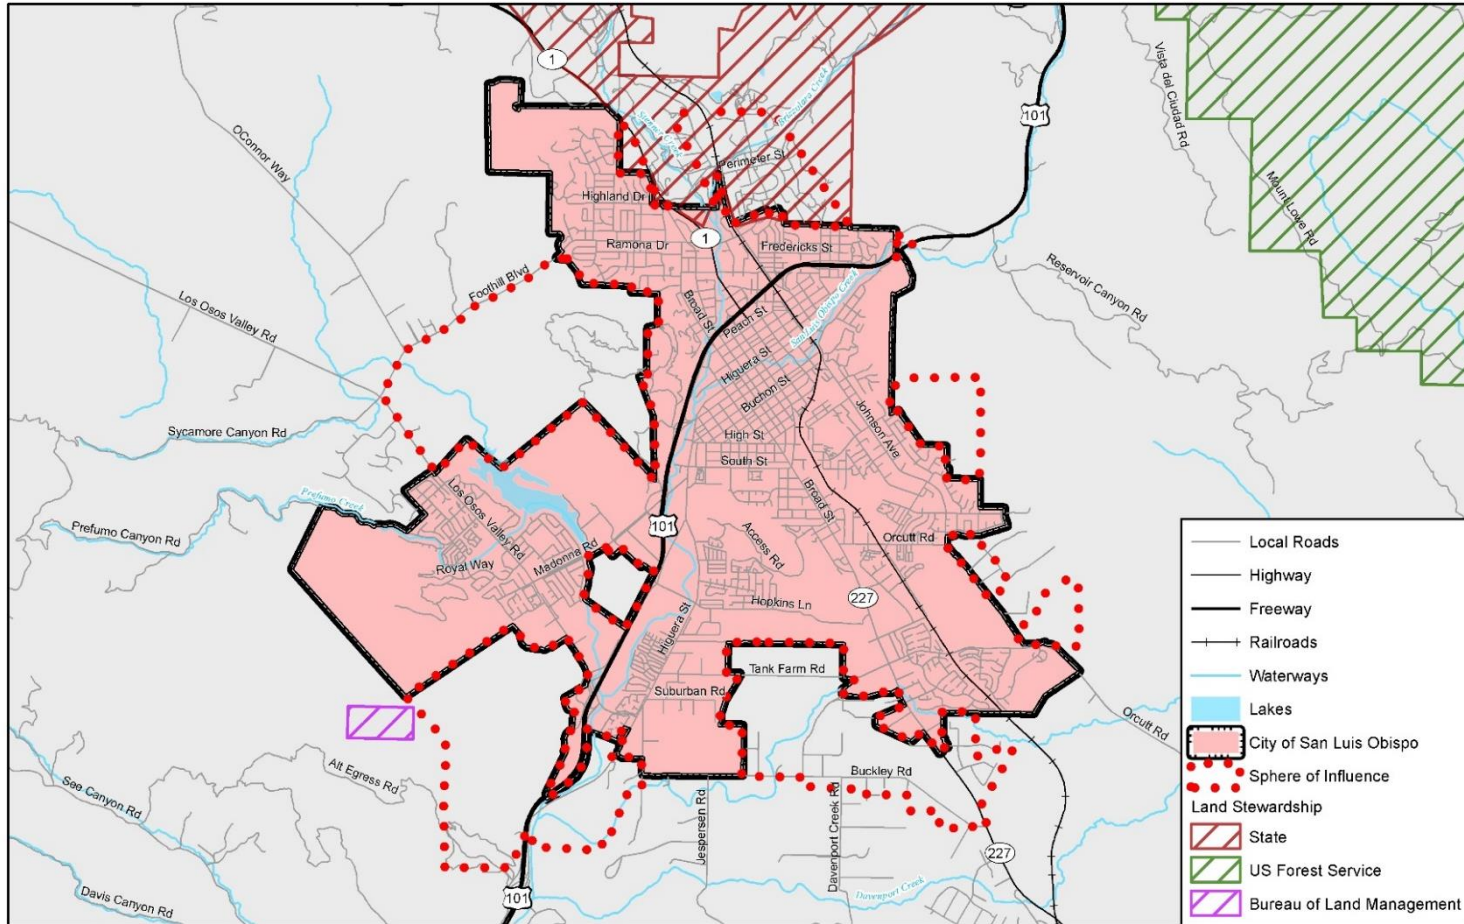 1
101
Vista del Ciudad Rd
OConnor Way
Stenner Creek
Brizzolara Creek
Perimeter St
Mount Lowe Rd
Highland Dr
Ramona Dr
1
Fredericks St
Foothill Blvd
Reservoir Canyon Rd
Los Osos Valley Rd
Broad St
Peach St
San Luis Obispo Creek
Higuera St
Buchon St
Johnson Ave
Sycamore Canyon Rd
High St
South St
Prefumo Creek
Los Osos Valley Rd
Broad St
Prefumo Canyon Rd
101
Access Rd
Orcutt Rd
Royal Way
Madonna Rd
Hopkins Ln
227
Higuera St
Tank Farm Rd
Suburban Rd
Orcutt Rd
Alt Egress Rd
See Canyon Rd
Buckley Rd
Jespersen Rd
Davenport Creek Rd
227
Davenport Creek
101
Davis Canyon Rd
Local Roads
Highway
Freeway
Railroads
Waterways
Lakes
City of San Luis Obispo
Sphere of Influence
Land Stewardship
State
US Forest Service
Bureau of Land Management